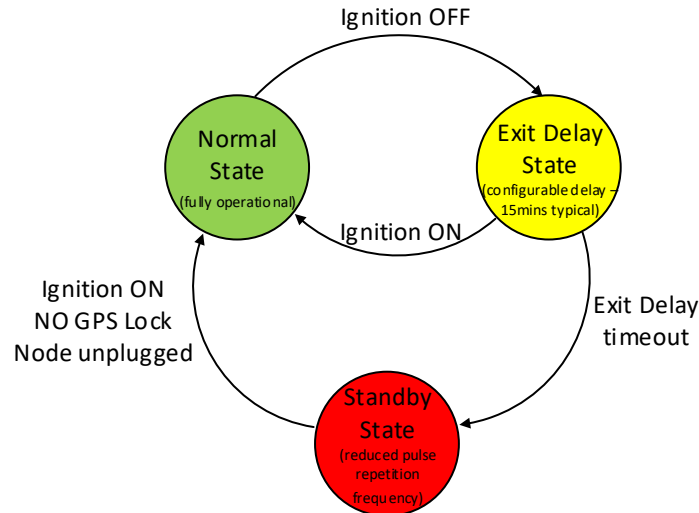 Ignition OFF
Normal
State
(fully operational)
Exit Delay
State
(configurable delay –
15mins typical)
Ignition ON
Ignition ON
NO GPS Lock
Node unplugged
Exit Delay
timeout
Standby
State
(reduced pulse
repetition
frequency)